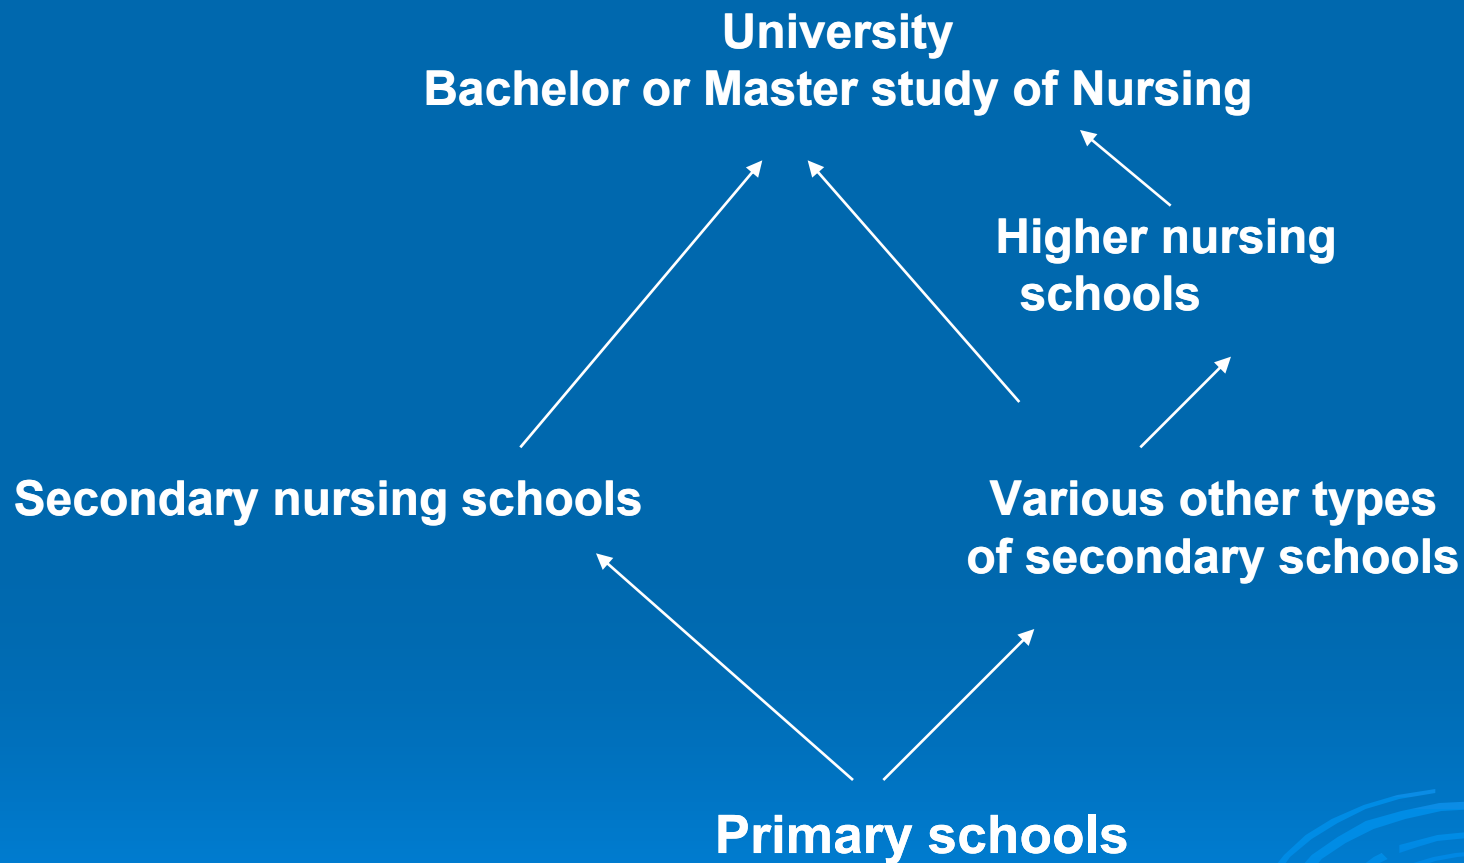 University
Bachelor or Master study of Nursing
Higher nursing
schools
Secondary nursing schools
Various other types
of secondary schools
Primary schools